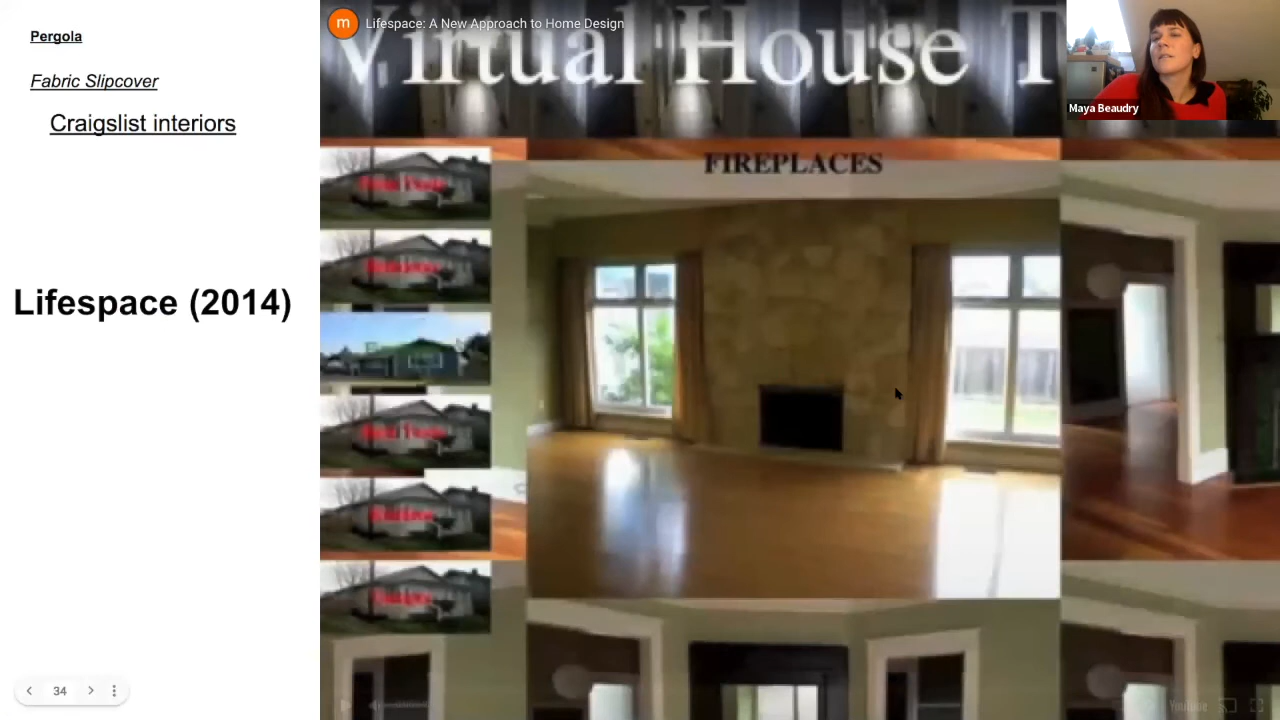 Pergola
Fabric Slipcover
Craigslist interiors
Lifespace (2014)
34
m
Lifespace: A New Approach to Home Design
Virtual House T
FIREPLACES
Maya Beaudry
YouTube